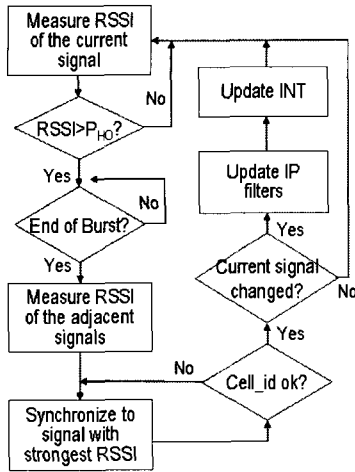 Measure RSSI
of the current
signal
No
Update INT
RSSI>P_HO?
Yes
No
Update IP
filters
End of Burst?
Yes
Yes
Current signal
changed?
No
Measure RSSI
of the adjacent
signals
Yes
No
Cell_id ok?
Synchronize to
signal with
strongest RSSI